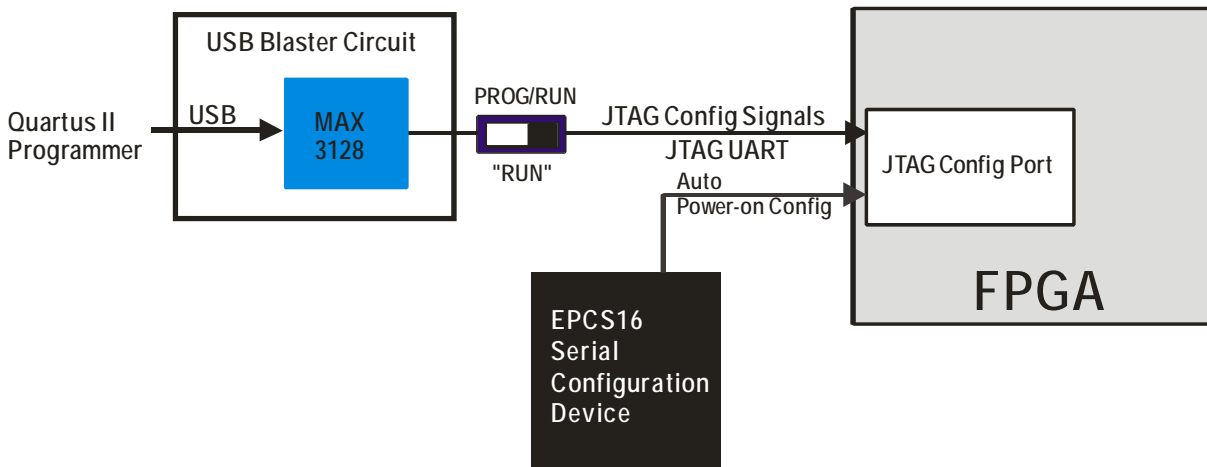 USB Blaster Circuit
Quartus II
Programmer
USB
MAX
3128
PROG/RUN
"RUN"
JTAG Config Signals
JTAG UART
Auto
Power-on Config
JTAG Config Port
FPGA
EPCS16
Serial
Configuration
Device